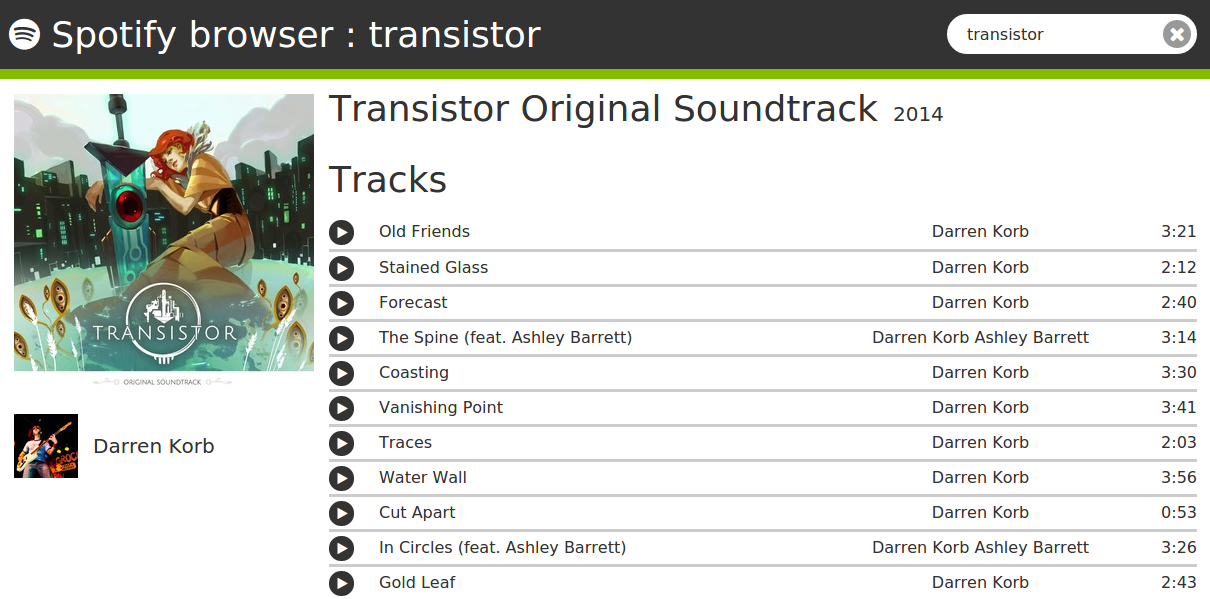 Spotify browser : transistor
transistor
Transistor Original Soundtrack 2014
TRANSISTOR
ORIGINAL SOUNDTRACK
Darren Korb
Tracks
Old Friends Darren Korb 3:21
Stained Glass Darren Korb 2:12
Forecast Darren Korb 2:40
The Spine (feat. Ashley Barrett) Darren Korb Ashley Barrett 3:14
Coasting Darren Korb 3:30
Vanishing Point Darren Korb 3:41
Traces Darren Korb 2:03
Water Wall Darren Korb 3:56
Cut Apart Darren Korb 0:53
In Circles (feat. Ashley Barrett) Darren Korb Ashley Barrett 3:26
Gold Leaf Darren Korb 2:43